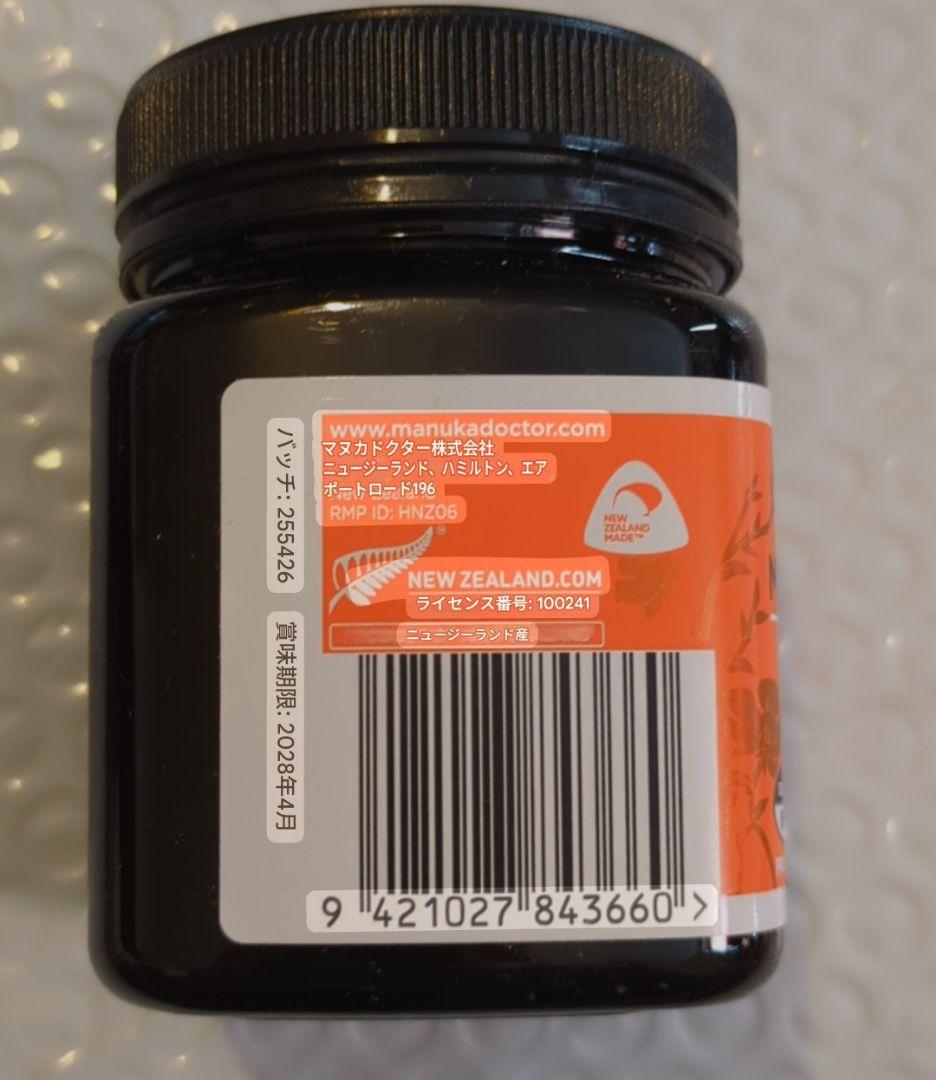 www.manukadoctor.com
マヌカドクター株式会社
ニュージーランド、ハミルトン、エア
ポートロード196
New Zealand
RMP ID: HNZ06
NEW
ZEALAND
MADE™
NEW ZEALAND.COM
ライセンス番号: 100241
ニュージーランド産
バッチ: 255426
賞味期限: 2028年4月
9 421027 843660 >